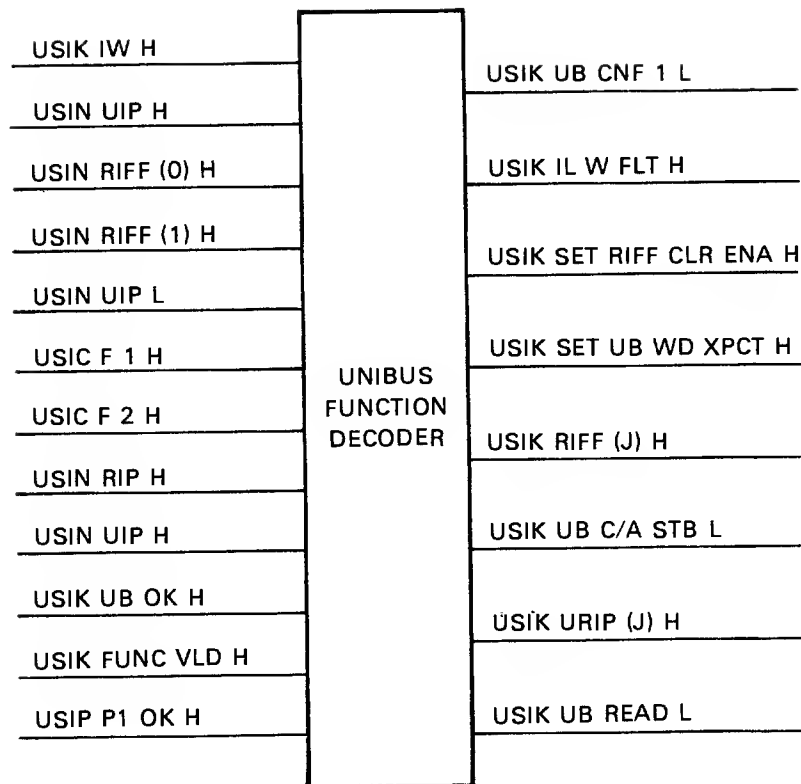 USIK IW H
USIN UIP H
USIN RIFF (0) H
USIN RIFF (1) H
USIN UIP L
USIC F 1 H
USIC F 2 H
USIN RIP H
USIN UIP H
USIK UB OK H
USIK FUNC VLD H
USIP P1 OK H
UNIBUS
FUNCTION
DECODER
USIK UB CNF 1 L
USIK IL W FLT H
USIK SET RIFF CLR ENA H
USIK SET UB WD XPCT H
USIK RIFF (J) H
USIK UB C/A STB L
USIK URIP (J) H
USIK UB READ L